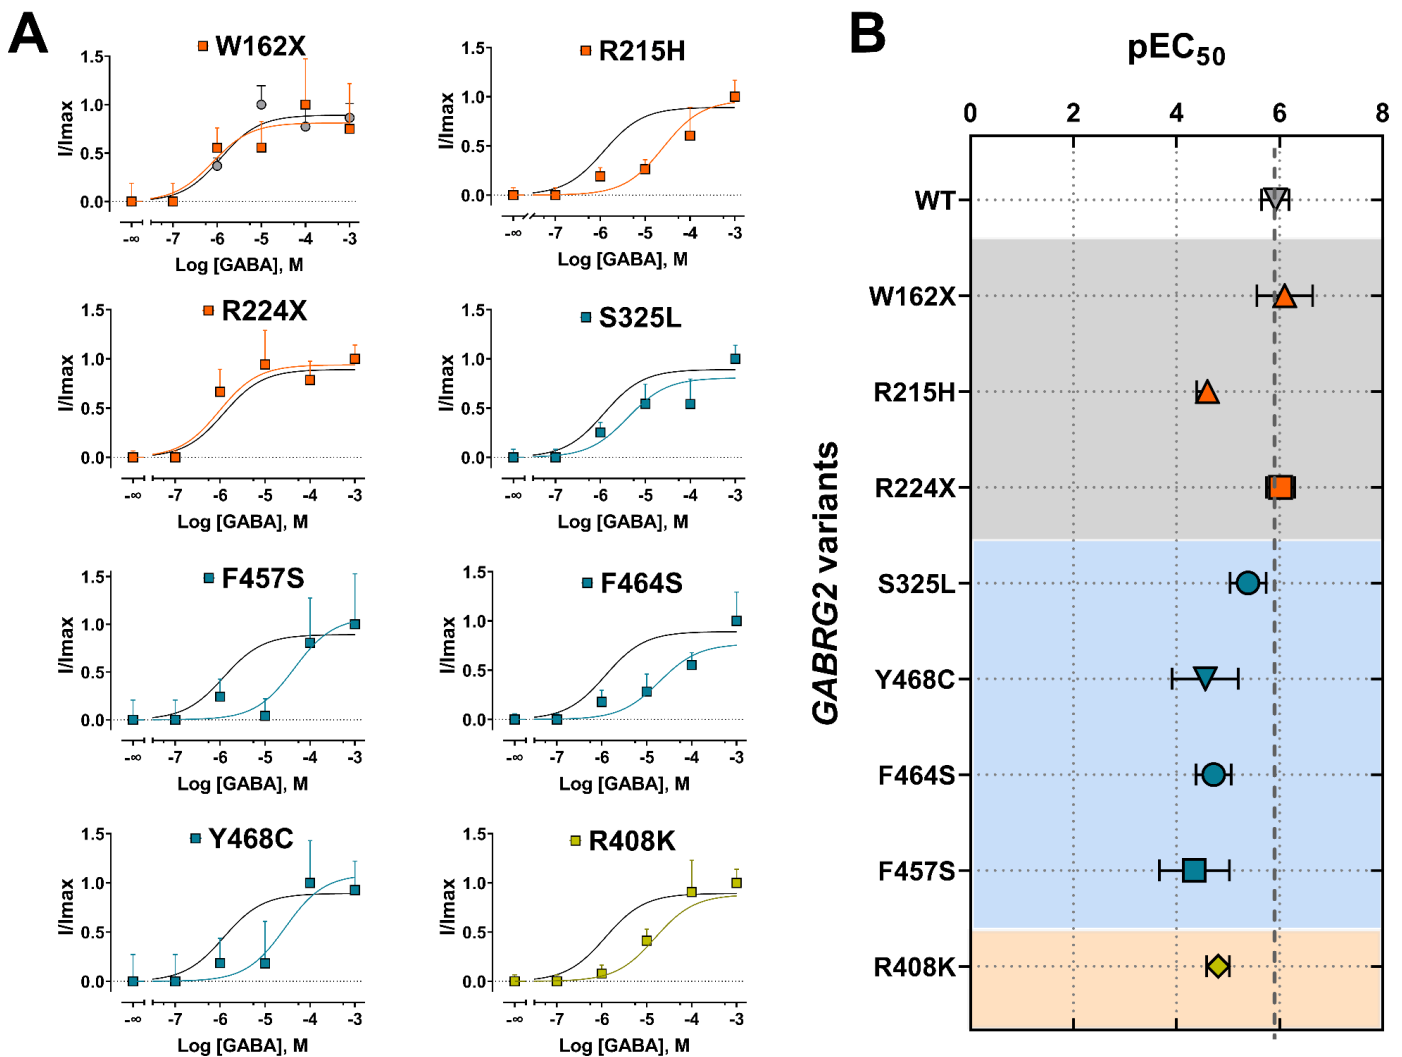 A
W162X
1.5
1.0
0.5
0.0
I/Imax
-∞
-7
-6
-5
-4
-3
Log [GABA], M
R215H
1.5
1.0
0.5
0.0
I/Imax
-∞
-7
-6
-5
-4
-3
Log [GABA], M
R224X
1.5
1.0
0.5
0.0
I/Imax
-∞
-7
-6
-5
-4
-3
Log [GABA], M
S325L
1.5
1.0
0.5
0.0
I/Imax
-∞
-7
-6
-5
-4
-3
Log [GABA], M
F457S
1.5
1.0
0.5
0.0
I/Imax
-∞
-7
-6
-5
-4
-3
Log [GABA], M
F464S
1.5
1.0
0.5
0.0
I/Imax
-∞
-7
-6
-5
-4
-3
Log [GABA], M
Y468C
1.5
1.0
0.5
0.0
I/Imax
-∞
-7
-6
-5
-4
-3
Log [GABA], M
R408K
1.5
1.0
0.5
0.0
I/Imax
-∞
-7
-6
-5
-4
-3
Log [GABA], M
B
pEC50
0 2 4 6 8
GABRG2 variants
WT
W162X
R215H
R224X
S325L
Y468C
F464S
F457S
R408K